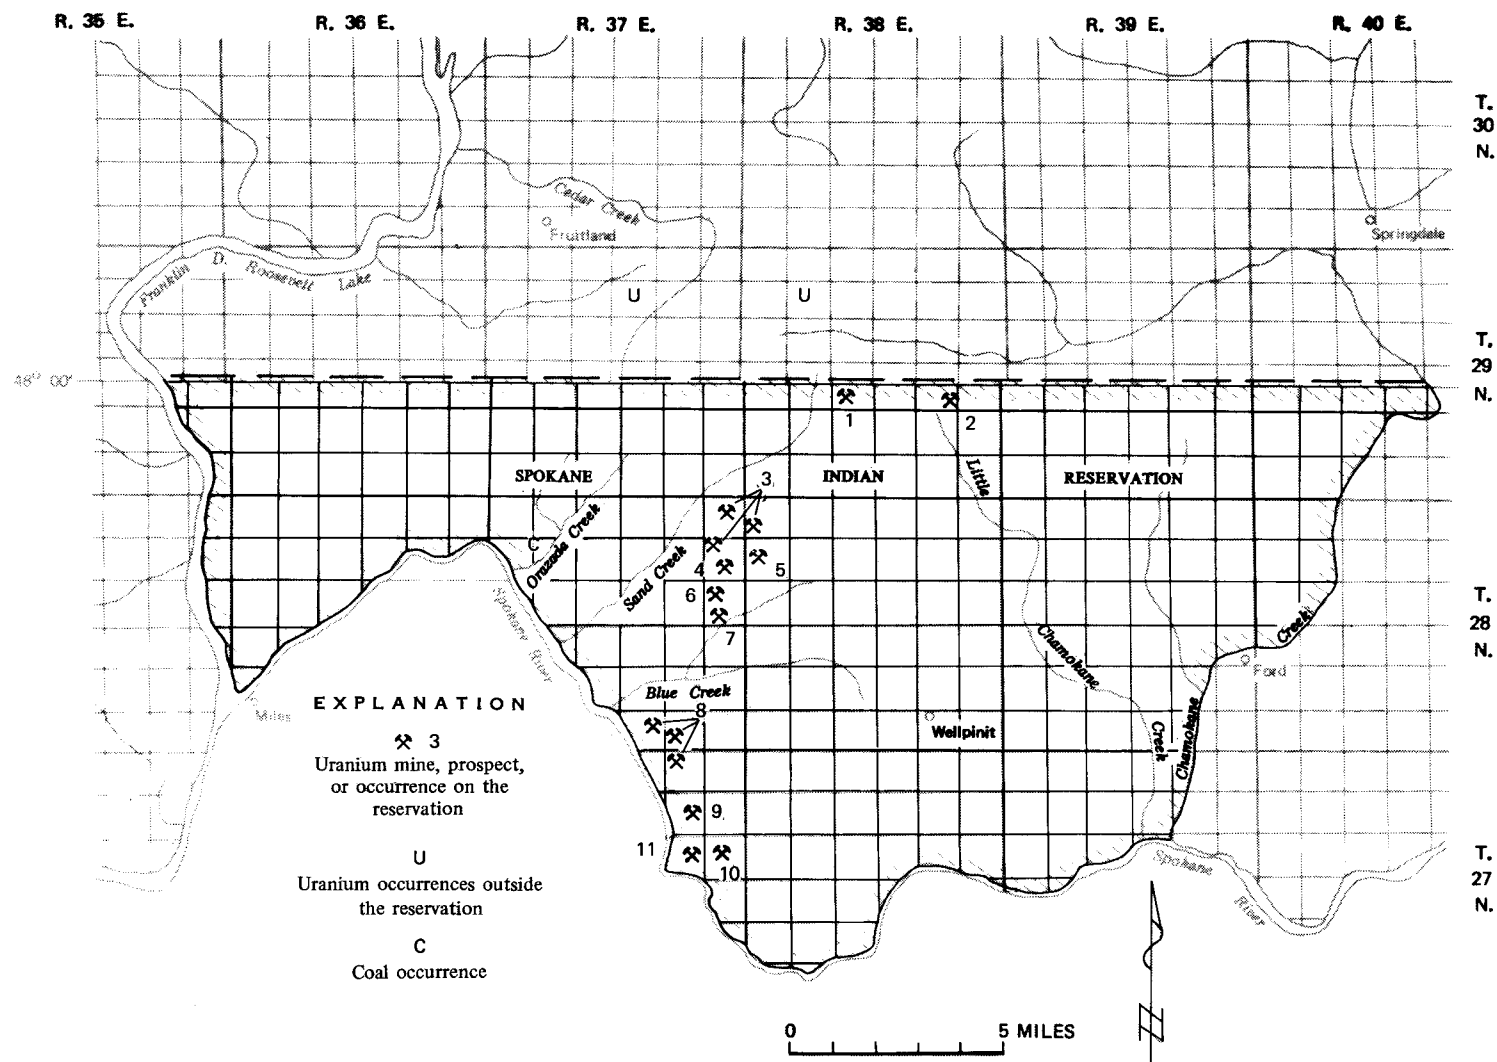 R. 35 E. R. 36 E. R. 37 E. R. 38 E. R. 39 E. R. 40 E.
T.
30
N.
Cedar Creek
Fruitland
Springdale
Franklin D. Roosevelt Lake
U U
T.
29
N.
48° 00'
1 2
SPOKANE INDIAN RESERVATION
Little
3
C
Orazada Creek
Sand Creek
4 5
6
7
T.
28
N.
Spokane River
Chamokane
Creek
Chamokane
Creek
Ford
Blue Creek
8
Miles
Wellpinit
EXPLANATION
3
Uranium mine, prospect,
or occurrence on the
reservation
U
Uranium occurrences outside
the reservation
C
Coal occurrence
9
11
10
Spokane
River
T.
27
N.
0 5 MILES